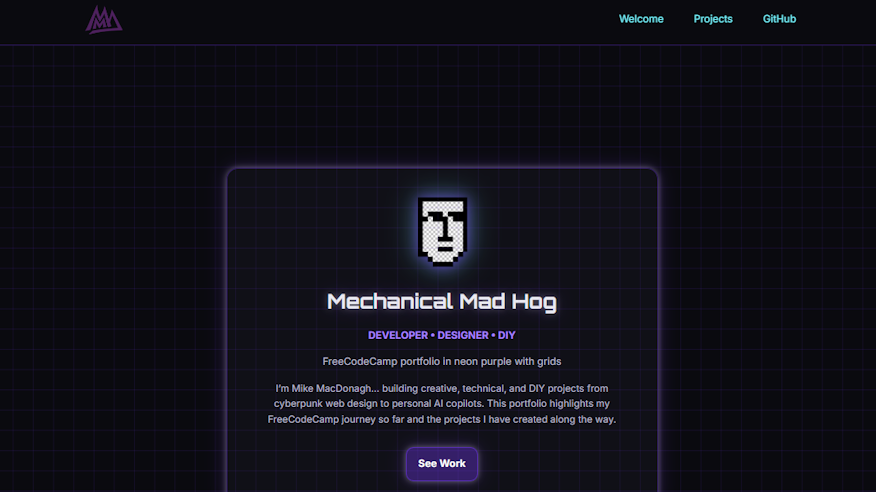 Welcome
Projects
GitHub
Mechanical Mad Hog
DEVELOPER • DESIGNER • DIY
FreeCodeCamp portfolio in neon purple with grids
I'm Mike MacDonagh... building creative, technical, and DIY projects from
cyberpunk web design to personal AI copilots. This portfolio highlights my
FreeCodeCamp journey so far and the projects I have created along the way.
See Work